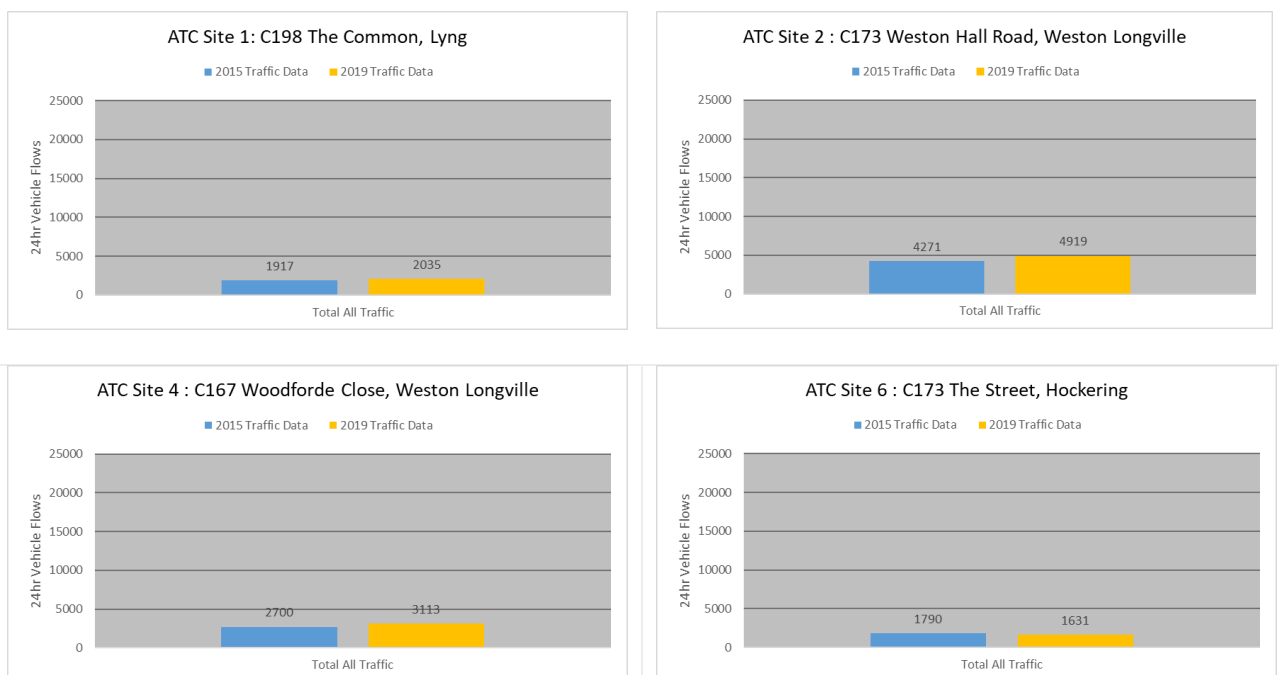 ATC Site 1: C198 The Common, Lyng
2015 Traffic Data 2019 Traffic Data
25000
20000
15000
10000
5000
0
24hr Vehicle Flows
1917 2035
Total All Traffic
ATC Site 2 : C173 Weston Hall Road, Weston Longville
2015 Traffic Data 2019 Traffic Data
25000
20000
15000
10000
5000
0
24hr Vehicle Flows
4271 4919
Total All Traffic
ATC Site 4 : C167 Woodforde Close, Weston Longville
2015 Traffic Data 2019 Traffic Data
25000
20000
15000
10000
5000
0
24hr Vehicle Flows
2700 3113
Total All Traffic
ATC Site 6 : C173 The Street, Hockering
2015 Traffic Data 2019 Traffic Data
25000
20000
15000
10000
5000
0
24hr Vehicle Flows
1790 1631
Total All Traffic